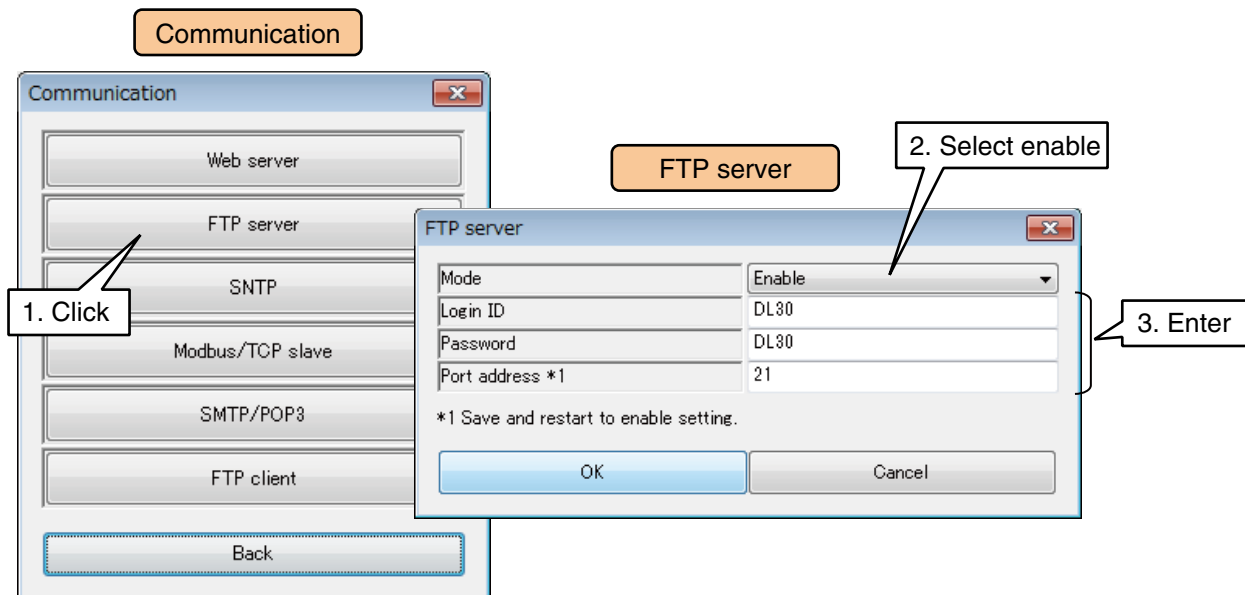 Communication
Communication
Web server
FTP server
SNTP
Modbus/TCP slave
SMTP/POP3
FTP client
Back
1. Click
FTP server
2. Select enable
FTP server
Mode Enable
Login ID DL30
Password DL30
Port address *1 21
*1 Save and restart to enable setting.
OK Cancel
3. Enter